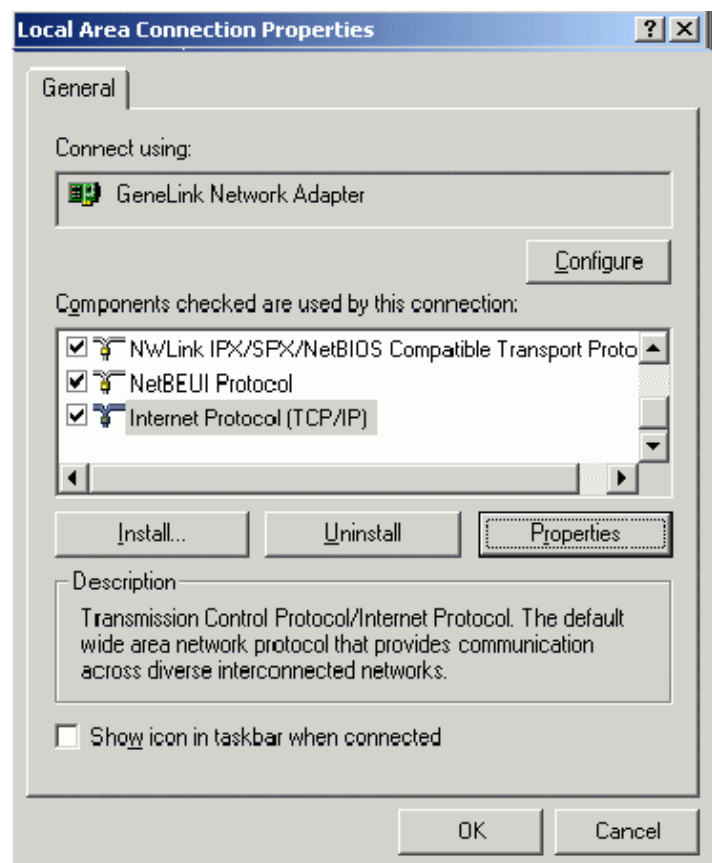 Local Area Connection Properties
General
Connect using:
GeneLink Network Adapter
Configure
Components checked are used by this connection:
NWLink IPX/SPX/NetBIOS Compatible Transport Proto
NetBEUI Protocol
Internet Protocol (TCP/IP)
Install... Uninstall Properties
Description
Transmission Control Protocol/Internet Protocol. The default
wide area network protocol that provides communication
across diverse interconnected networks.
Show icon in taskbar when connected
OK Cancel